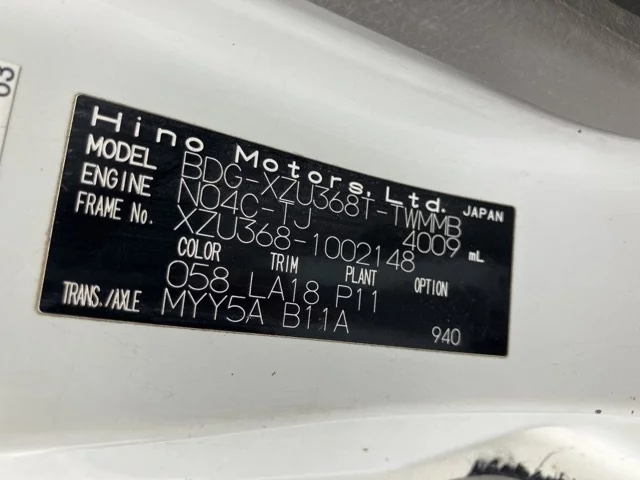 03
Hino Motors, Ltd. JAPAN
MODEL BDG-XZU368T-TWMMB
ENGINE N04C-TJ 4009 mL
FRAME No. XZU368-1002148
COLOR TRIM PLANT
058 LA18 P11
TRANS./AXLE MYY5A B11A 940